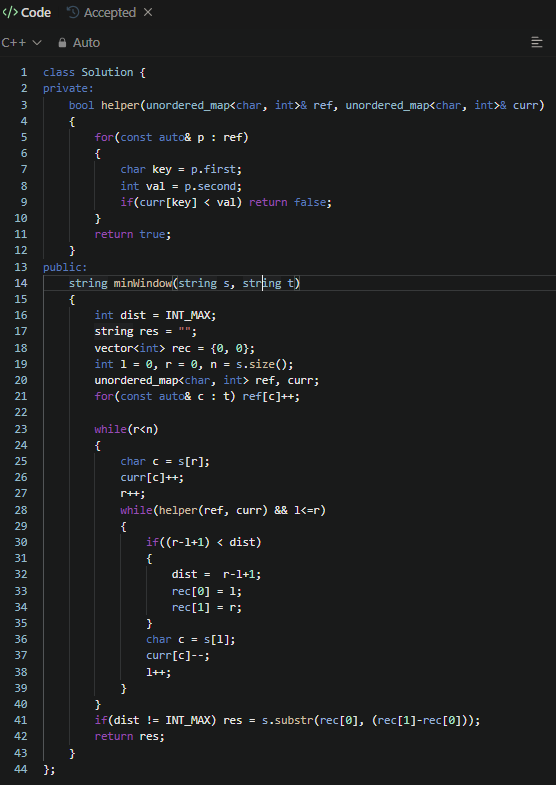 </> Code Accepted ×
C++ Auto
1 class Solution {
2 private:
3 bool helper(unordered_map<char, int>& ref, unordered_map<char, int>& curr)
4 {
5 for(const auto& p : ref)
6 {
7 char key = p.first;
8 int val = p.second;
9 if(curr[key] < val) return false;
10 }
11 return true;
12 }
13 public:
14 string minWindow(string s, string t)
15 {
16 int dist = INT_MAX;
17 string res = "";
18 vector<int> rec = {0, 0};
19 int l = 0, r = 0, n = s.size();
20 unordered_map<char, int> ref, curr;
21 for(const auto& c : t) ref[c]++;
22
23 while(r<n)
24 {
25 char c = s[r];
26 curr[c]++;
27 r++;
28 while(helper(ref, curr) && l<=r)
29 {
30 if((r-l+1) < dist)
31 {
32 dist =  r-l+1;
33 rec[0] = l;
34 rec[1] = r;
35 }
36 char c = s[l];
37 curr[c]--;
38 l++;
39 }
40 }
41 if(dist != INT_MAX) res = s.substr(rec[0], (rec[1]-rec[0]));
42 return res;
43 }
44 };